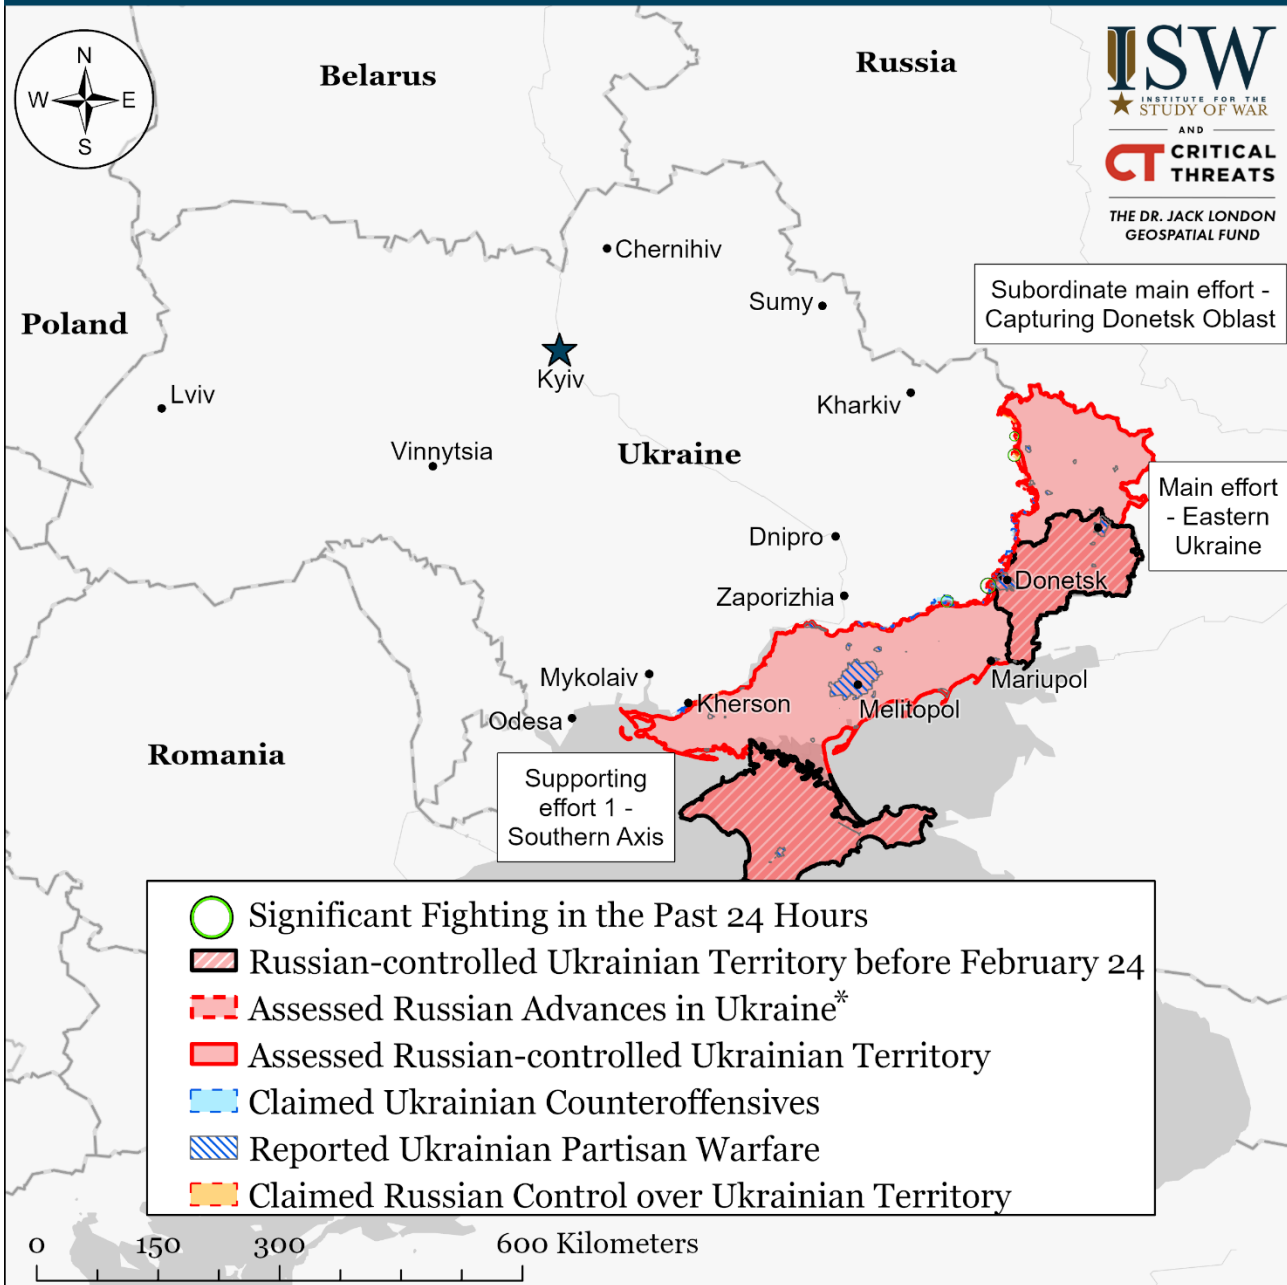 N
W
E
S
Belarus
Russia
ISW
INSTITUTE FOR THE
STUDY OF WAR
AND
CT CRITICAL
THREATS
THE DR. JACK LONDON
GEOSPATIAL FUND
Chernihiv
Subordinate main effort -
Capturing Donetsk Oblast
Sumy
Poland
Kyiv
Lviv
Kharkiv
Vinnytsia
Ukraine
Main effort
- Eastern
Ukraine
Dnipro
Donetsk
Zaporizhia
Mykolaiv
Mariupol
Kherson
Melitopol
Odesa
Romania
Supporting
effort 1 -
Southern Axis
Significant Fighting in the Past 24 Hours
Russian-controlled Ukrainian Territory before February 24
Assessed Russian Advances in Ukraine*
Assessed Russian-controlled Ukrainian Territory
Claimed Ukrainian Counteroffensives
Reported Ukrainian Partisan Warfare
Claimed Russian Control over Ukrainian Territory
0 150 300 600 Kilometers